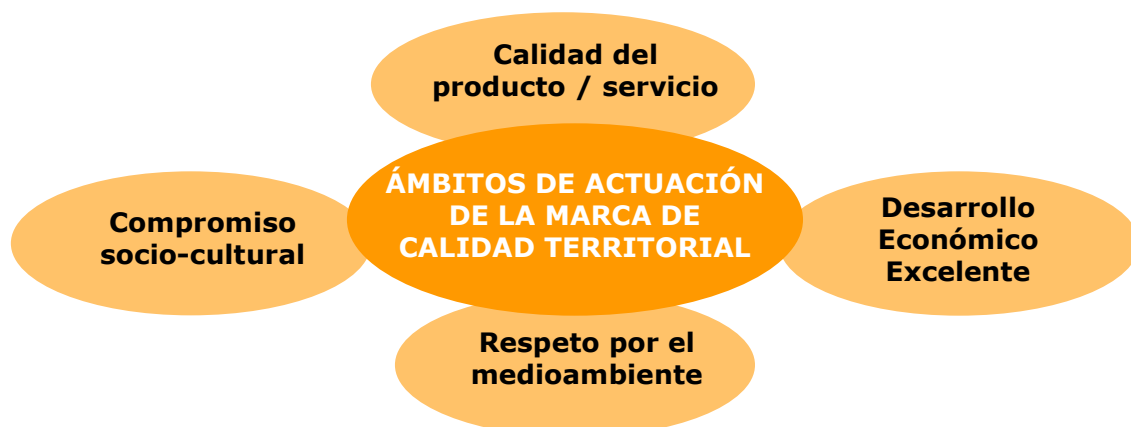 Calidad del
producto / servicio
ÁMBITOS DE ACTUACIÓN
DE LA MARCA DE
CALIDAD TERRITORIAL
Compromiso
socio-cultural
Desarrollo
Económico
Excelente
Respeto por el
medioambiente